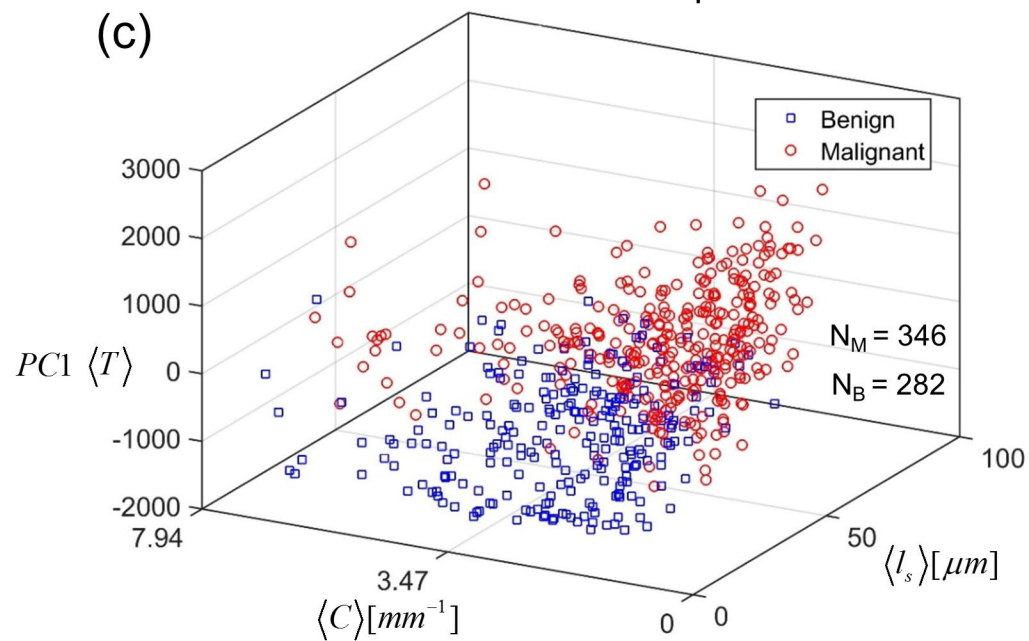 (c)
Benign
Malignant
3000
2000
1000
0
-1000
-2000
PC1 ⟨T⟩
N_M = 346
N_B = 282
7.94
3.47
0
⟨C⟩[mm⁻¹]
0
50
100
⟨l_s⟩[μm]